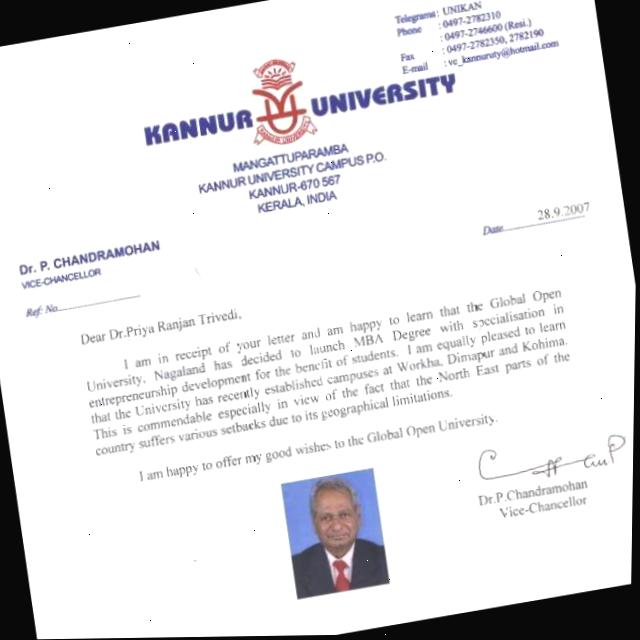 Telegrams: UNIKAN
Phone : 0497-2782310
: 0497-2746600 (Resi.)
Fax : 0497-2782350, 2782190
E-mail : vc_kannuruty@hotmail.com
KANNUR UNIVERSITY
MANGATTUPARAMBA
KANNUR UNIVERSITY CAMPUS P.O.
KANNUR-670 567
KERALA, INDIA
Dr. P. CHANDRAMOHAN
VICE-CHANCELLOR
Date 28.9.2007
Ref: No.
Dear Dr.Priya Ranjan Trivedi,
I am in receipt of your letter and am happy to learn that the Global Open
University, Nagaland has decided to launch MBA Degree with specialisation in
entrepreneurship development for the benefit of students. I am equally pleased to learn
that the University has recently established campuses at Workha, Dimapur and Kohima.
This is commendable especially in view of the fact that the North East parts of the
country suffers various setbacks due to its geographical limitations.
I am happy to offer my good wishes to the Global Open University.
Dr.P.Chandramohan
Vice-Chancellor